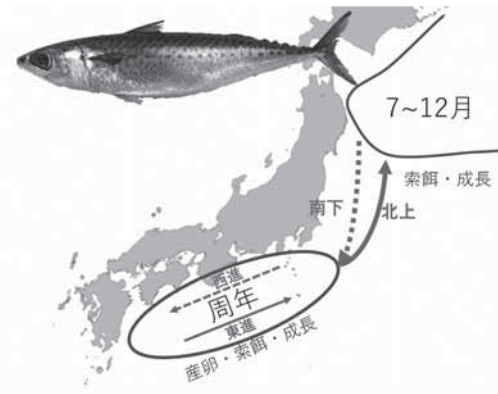 7~12月
索餌・成長
南下
北上
西進
周年
東進
産卵・索餌・成長